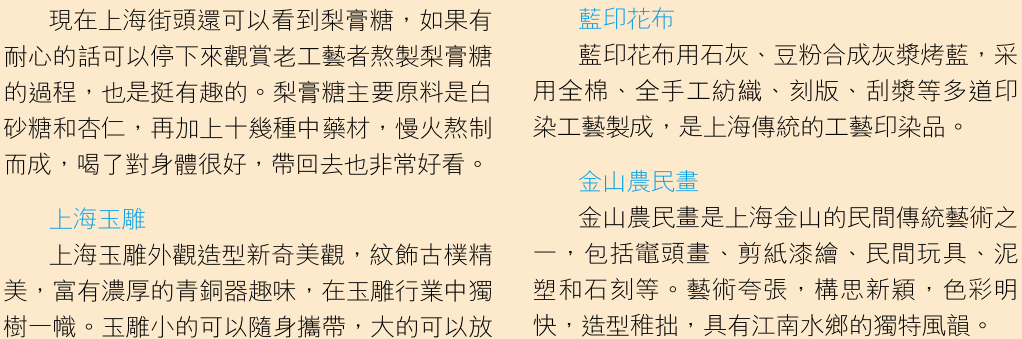 現在上海街頭還可以看到梨膏糖，如果有
耐心的話可以停下來觀賞老工藝者熬製梨膏糖
的過程，也是挺有趣的。梨膏糖主要原料是白
砂糖和杏仁，再加上十幾種中藥材，慢火熬制
而成，喝了對身體很好，帶回去也非常好看。
上海玉雕
上海玉雕外觀造型新奇美觀，紋飾古樸精
美，富有濃厚的青銅器趣味，在玉雕行業中獨
樹一幟。玉雕小的可以隨身攜帶，大的可以放
藍印花布
藍印花布用石灰、豆粉合成灰漿烤藍，采
用全棉、全手工紡織、刻版、刮漿等多道印
染工藝製成，是上海傳統的工藝印染品。
金山農民畫
金山農民畫是上海金山的民間傳統藝術之
一，包括竈頭畫、剪紙漆繪、民間玩具、泥
塑和石刻等。藝術夸張，構思新穎，色彩明
快，造型稚拙，具有江南水鄉的獨特風韻。